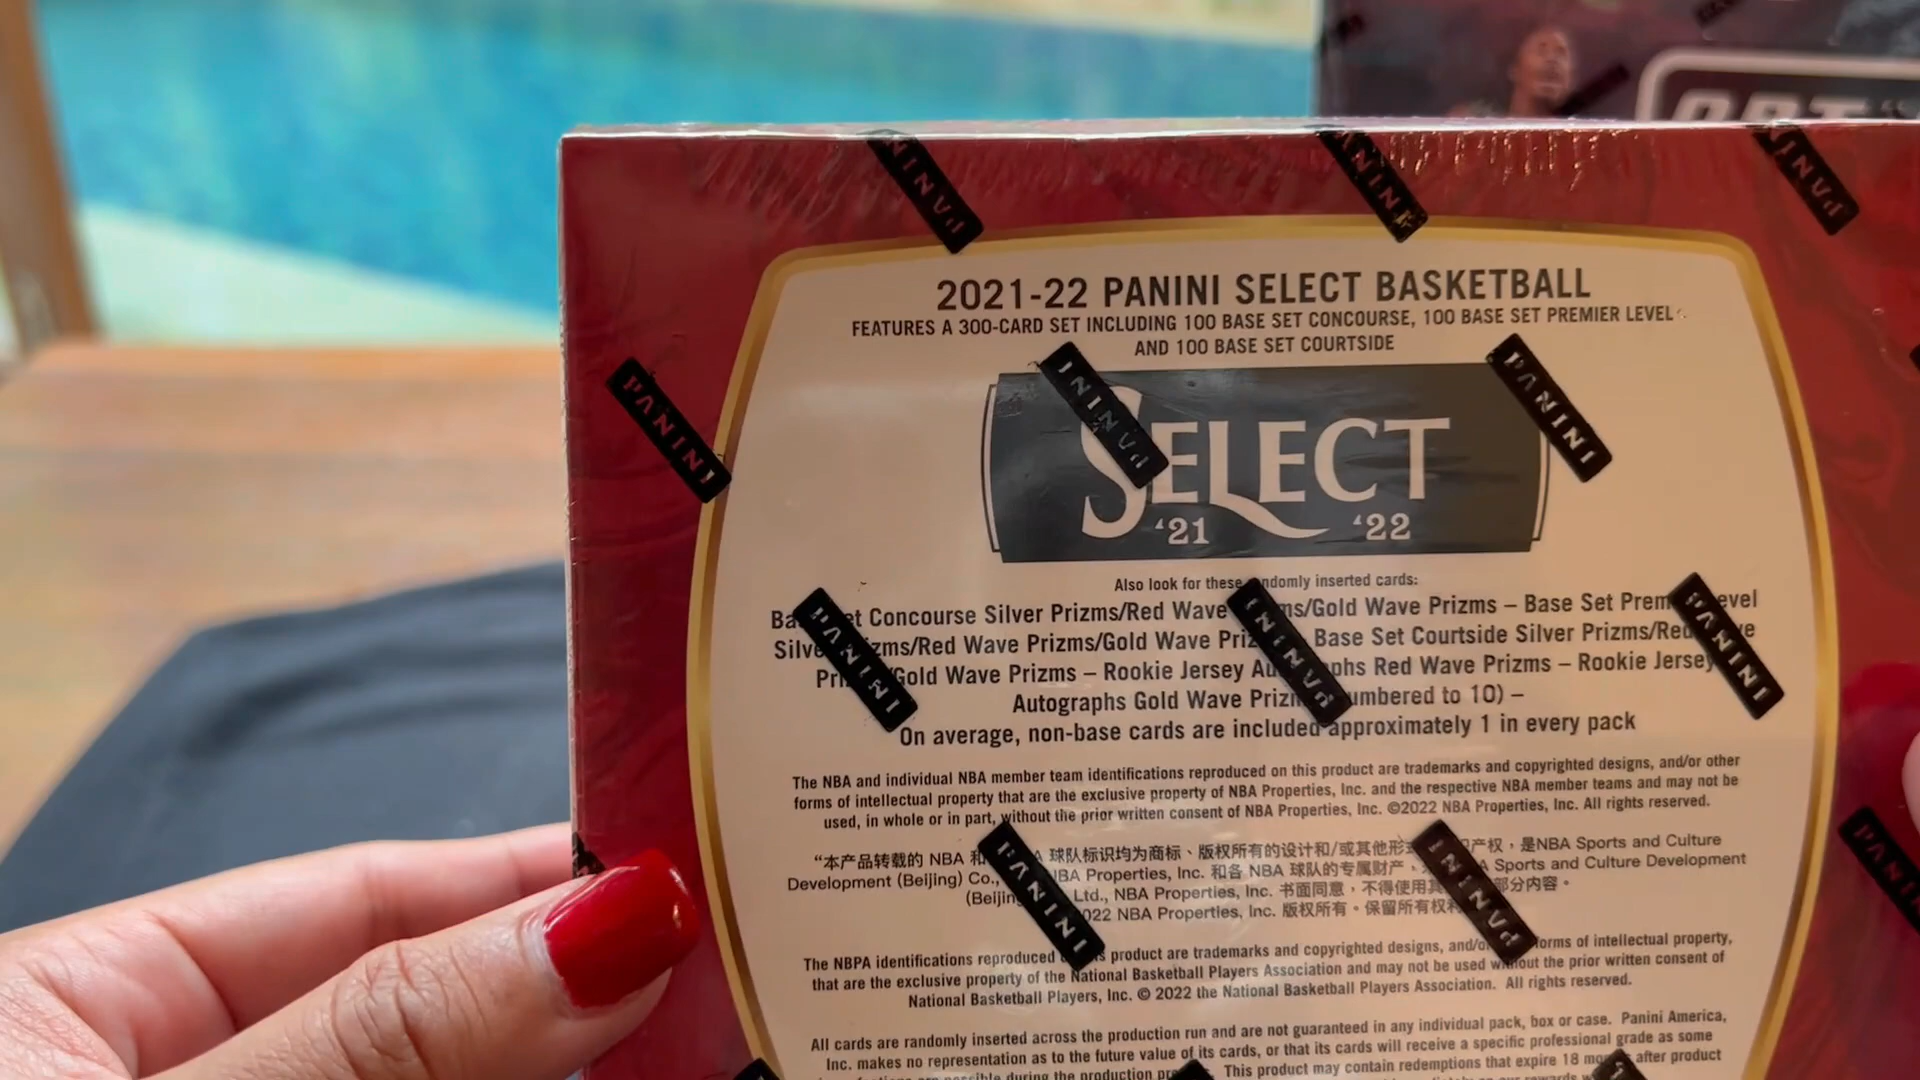 2021-22 PANINI SELECT BASKETBALL
FEATURES A 300-CARD SET INCLUDING 100 BASE SET CONCOURSE, 100 BASE SET PREMIER LEVEL
AND 100 BASE SET COURTSIDE
SELECT
'21 '22
Also look for these randomly inserted cards:
Concourse Silver Prizms/Red Wave /Gold Wave Prizms – Base Set
/Red Wave Prizms/Gold Wave Base Set Courtside Silver
Gold Wave Prizms – Rookie Jersey Red Wave Prizms – Rookie Jersey
Autographs Gold Wave to 10) –
On average, non-base cards are included approximately 1 in every pack
The NBA and individual NBA member team identifications reproduced on this product are trademarks and copyrighted designs, and/or other
forms of intellectual property that are the exclusive property of NBA Properties, Inc. and the respective NBA member teams and may not be
used, in whole or in part, without the prior written consent of NBA Properties, Inc. ©2022 NBA Properties, Inc. All rights reserved.
“本产品转载的 NBA 和 球队标识均为商标、版权所有的设计和/或其他形 产权，是NBA Sports and Culture
Development (Beijing) Co., NBA Properties, Inc. 和各 NBA 球队的专属财产， Sports and Culture Development
Ltd., NBA Properties, Inc. 书面同意，不得使用 部分内容。
NBA Properties, Inc. 版权所有。保留所有权
The NBPA identifications reproduced product are trademarks and copyrighted designs, and/or forms of intellectual property,
that are the exclusive property of the National Basketball Players Association and may not be used without the prior written consent of
National Basketball Players, Inc. © 2022 the National Basketball Players Association. All rights reserved.
All cards are randomly inserted across the production run and are not guaranteed in any individual pack, box or case. Panini America,
Inc. makes no representation as to the future value of its cards, or that its cards will receive a specific professional grade as some
possible during the production This product may contain redemptions that expire 18 after product
PANINI
PANINI
PANINI
PANINI
PANINI
PANINI
PANINI
PANINI
PANINI
PANINI
PANINI